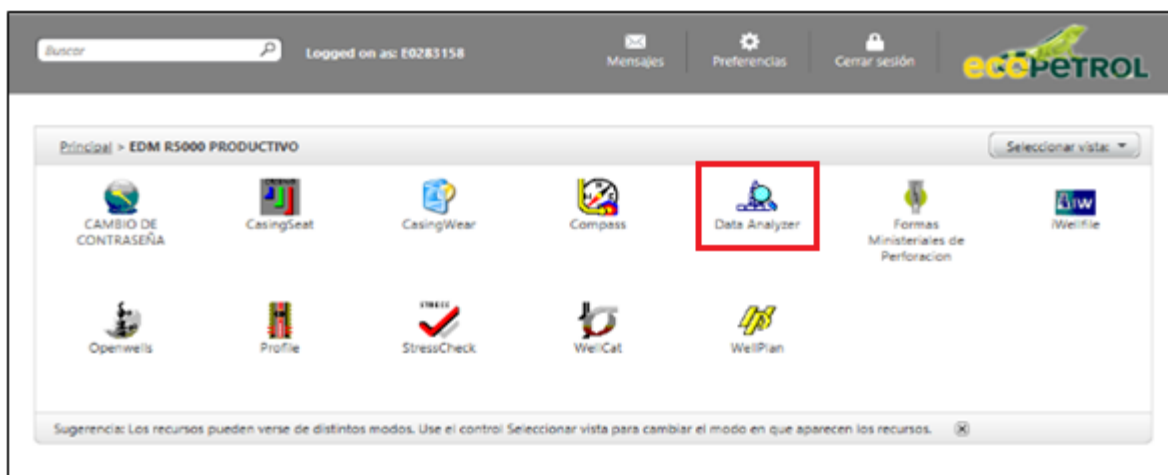 Buscar
Logged on as: E0283158
Mensajes
Preferencias
Cerrar sesión
ecoPETROL
Principal > EDM R5000 PRODUCTIVO
Seleccionar vista:
CAMBIO DE
CONTRASEÑA
CasingSeat
CasingWear
Compass
Data Analyzer
Formas
Ministeriales de
Perforacion
iWellfile
Openwells
Profile
STRESS
StressCheck
WellCat
WellPlan
Sugerencia: Los recursos pueden verse de distintos modos. Use el control Seleccionar vista para cambiar el modo en que aparecen los recursos.